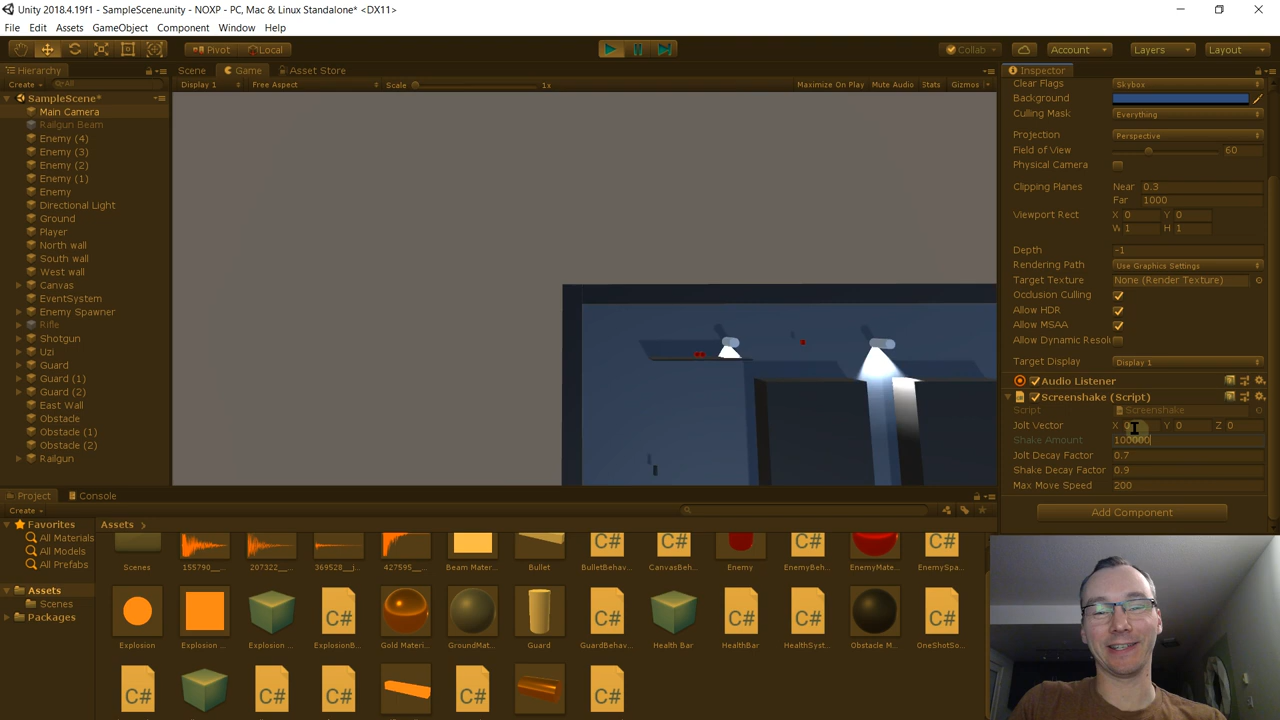 Unity 2018.4.19f1 - SampleScene.unity - NOXP - PC, Mac & Linux Standalone* <DX11>
File Edit Assets GameObject Component Window Help
Pivot Local Collab Account Layers Layout
Hierarchy
Create All
SampleScene*
Main Camera
Railgun Beam
Enemy (4)
Enemy (3)
Enemy (2)
Enemy (1)
Enemy
Directional Light
Ground
Player
North wall
South wall
West wall
Canvas
EventSystem
Enemy Spawner
Rifle
Shotgun
Uzi
Guard
Guard (1)
Guard (2)
East Wall
Obstacle
Obstacle (1)
Obstacle (2)
Railgun
Scene Game Asset Store
Display 1 Free Aspect Scale 1x Maximize On Play Mute Audio Stats Gizmos
Inspector
Clear Flags Skybox
Background
Culling Mask Everything
Projection Perspective
Field of View 60
Physical Camera
Clipping Planes Near 0.3
Far 1000
Viewport Rect X 0 Y 0
W 1 H 1
Depth -1
Rendering Path Use Graphics Settings
Target Texture None (Render Texture)
Occlusion Culling
Allow HDR
Allow MSAA
Allow Dynamic Resol
Target Display Display 1
Audio Listener
Screenshake (Script)
Script Screenshake
Jolt Vector X 0 Y 0 Z 0
Shake Amount 100000
Jolt Decay Factor 0.7
Shake Decay Factor 0.9
Max Move Speed 200
Add Component
Project Console
Create
Favorites
All Materials
All Models
All Prefabs
Assets
Scenes
Packages
Assets
Scenes 155790__... 207322__... 369528__j... 427595__... Beam Mater... Bullet BulletBehav... CanvasBeh... Enemy EnemyBeh... EnemyMate... EnemySpa...
Explosion Explosion ... Explosion ... ExplosionB... Gold Materi... GroundMat... Guard GuardBehav... Health Bar HealthBar HealthSyst... Obstacle M... OneShotSo...
C# C# C# C# C# C# C# C# C# C# C# C# C# C# C#